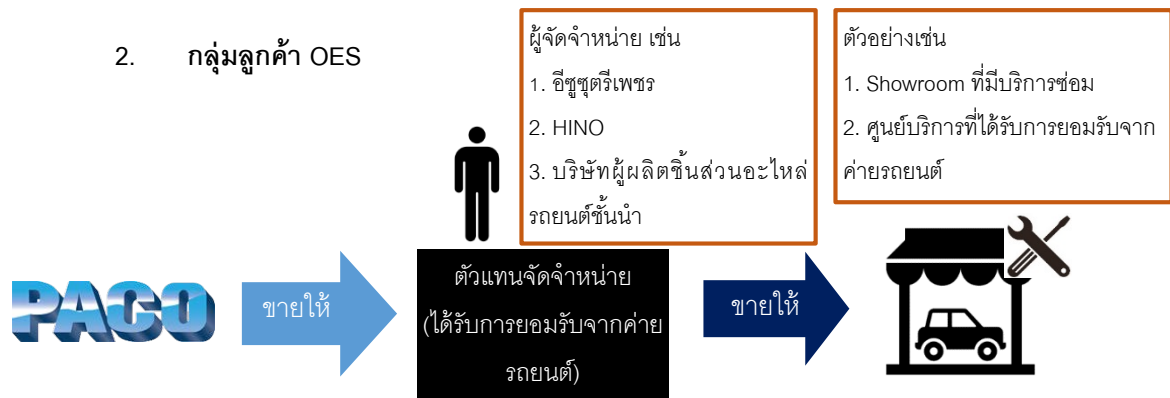 2. กลุ่มลูกค้า OES
ผู้จัดจำหน่าย เช่น
1. อีซูซุตรีเพชร
2. HINO
3. บริษัทผู้ผลิตชิ้นส่วนอะไหล่
รถยนต์ชั้นนำ
ตัวอย่างเช่น
1. Showroom ที่มีบริการซ่อม
2. ศูนย์บริการที่ได้รับการยอมรับจาก
ค่ายรถยนต์
PACO
ขายให้
ตัวแทนจัดจำหน่าย
(ได้รับการยอมรับจากค่าย
รถยนต์)
ขายให้